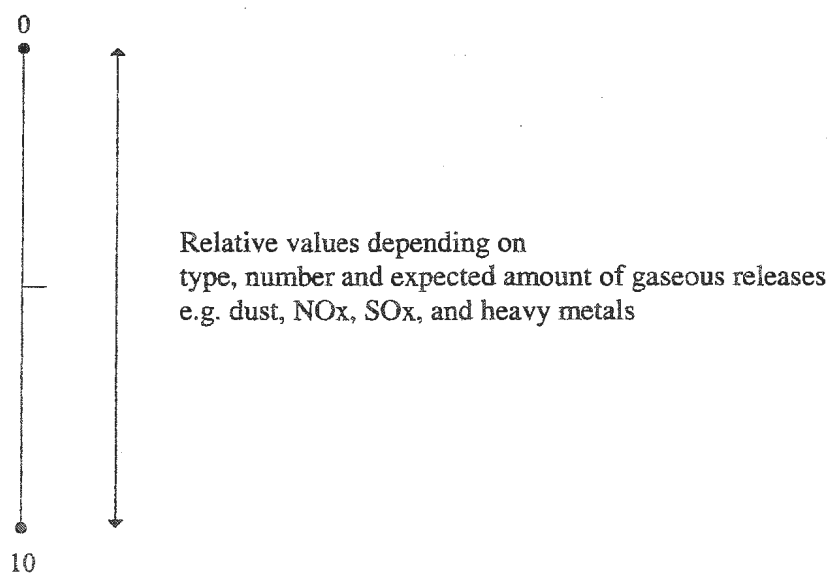 0
Relative values depending on
type, number and expected amount of gaseous releases
e.g. dust, NOx, SOx, and heavy metals
10